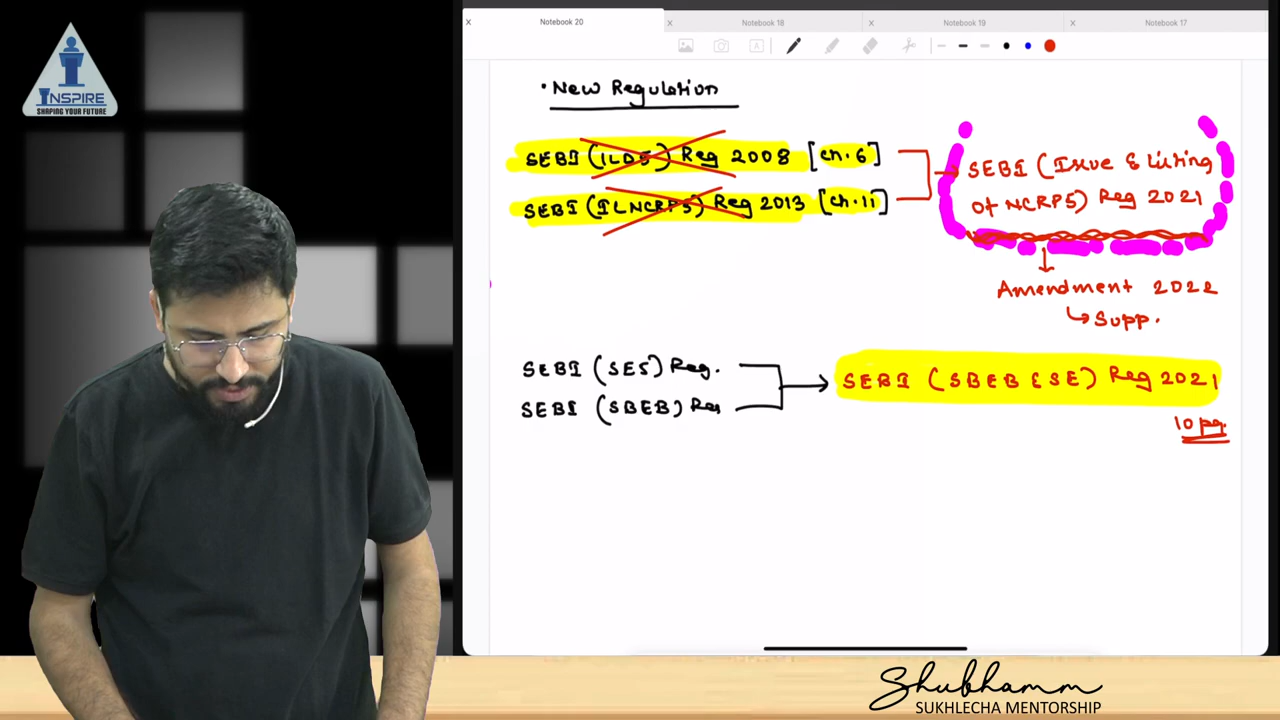 INSPIRE
SHAPING YOUR FUTURE
Notebook 20
Notebook 18
Notebook 19
Notebook 17
• New Regulation
SEBI (ILDS) Reg 2008 [ch. 6]
SEBI (ILNCRPS) Reg 2013 [ch. 11]
SEBI (Issue & Listing
of NCRPS) Reg 2021
Amendment 2022
↳ Supp.
SEBI (SES) Reg.
SEBI (SBEB) Reg
SEBI (SBEB & SE) Reg 2021
10 pg.
Shubhamm
SUKHLECHA MENTORSHIP